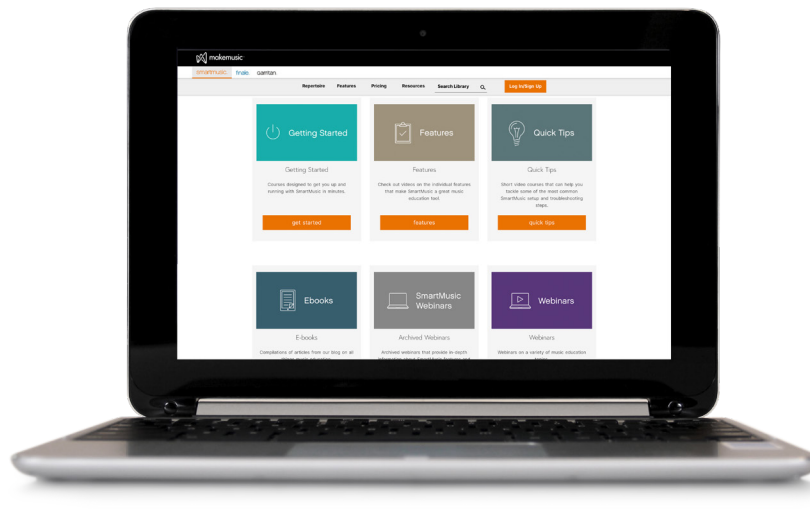 makemusic
smartmusic. finale. Garritan.
Repertoire Features Pricing Resources Search Library Log In/Sign Up
Getting Started
Features
Quick Tips
Getting Started
Courses designed to get you up and
running with SmartMusic in minutes.
get started
Features
Check out videos on the individual features
that make SmartMusic a great music
education tool.
features
Quick Tips
Short video courses that can help you
tackle some of the most common
SmartMusic setup and troubleshooting
steps.
quick tips
Ebooks
SmartMusic
Webinars
Webinars
E-books
Compilations of articles from our blog on all
Archived Webinars
Archived webinars that provide in-depth
Webinars
Webinars on a variety of music education